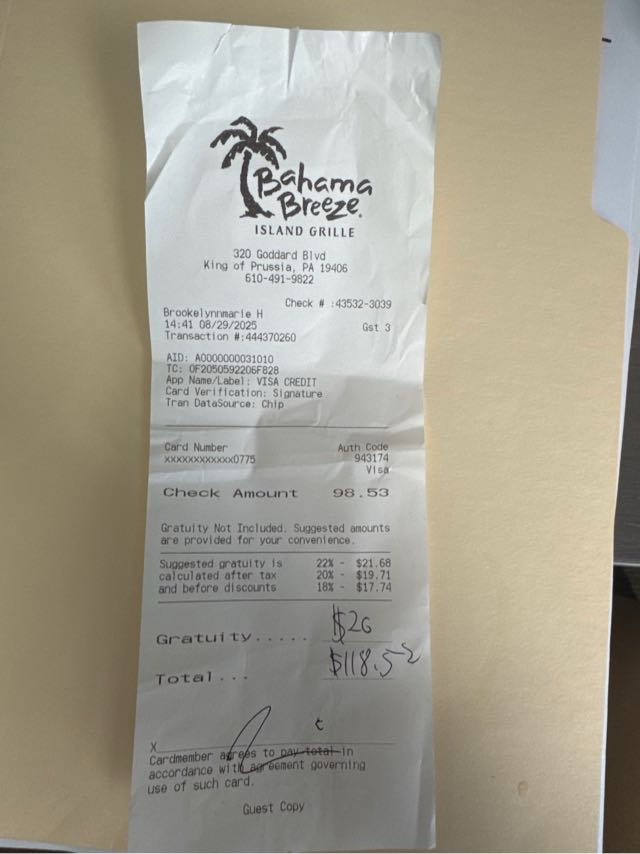 Bahama
Breeze.
ISLAND GRILLE
320 Goddard Blvd
King of Prussia, PA 19406
610-491-9822
Check # :43532-3039
Brookelynnmarie H
14:41 08/29/2025 Gst 3
Transaction #:444370260
AID: A0000000031010
TC: 0F2050592206F828
App Name/Label: VISA CREDIT
Card Verification: Signature
Tran DataSource: Chip
Card Number Auth Code
xxxxxxxxxxxx0775 943174
Visa
Check Amount 98.53
Gratuity Not Included. Suggested amounts
are provided for your convenience.
Suggested gratuity is 22% - $21.68
calculated after tax 20% - $19.71
and before discounts 18% - $17.74
Gratuity..... $20
Total... $118.52
X
Cardmember agrees to pay total in
accordance with agreement governing
use of such card.
Guest Copy